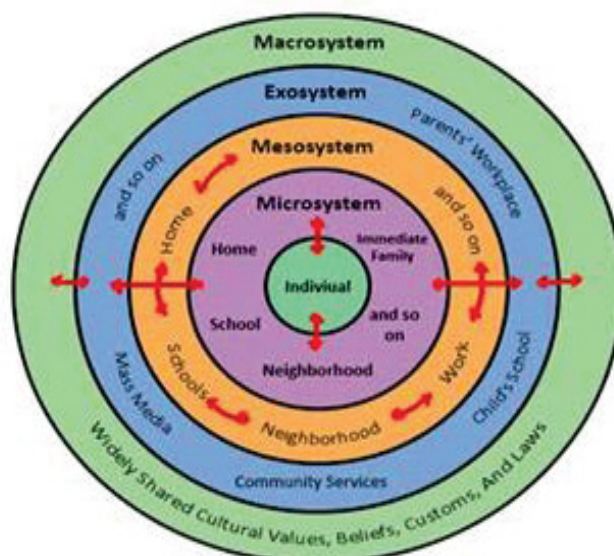 Macrosystem
Exosystem
Parents' Workplace
and so on
Mesosystem
Home
and so on
Microsystem
Home
Immediate
Family
Indiviual
School
and so
on
Neighborhood
Schools
Work
Neighborhood
Mass Media
Child's School
Community Services
Widely Shared Cultural Values, Beliefs, Customs, And Laws